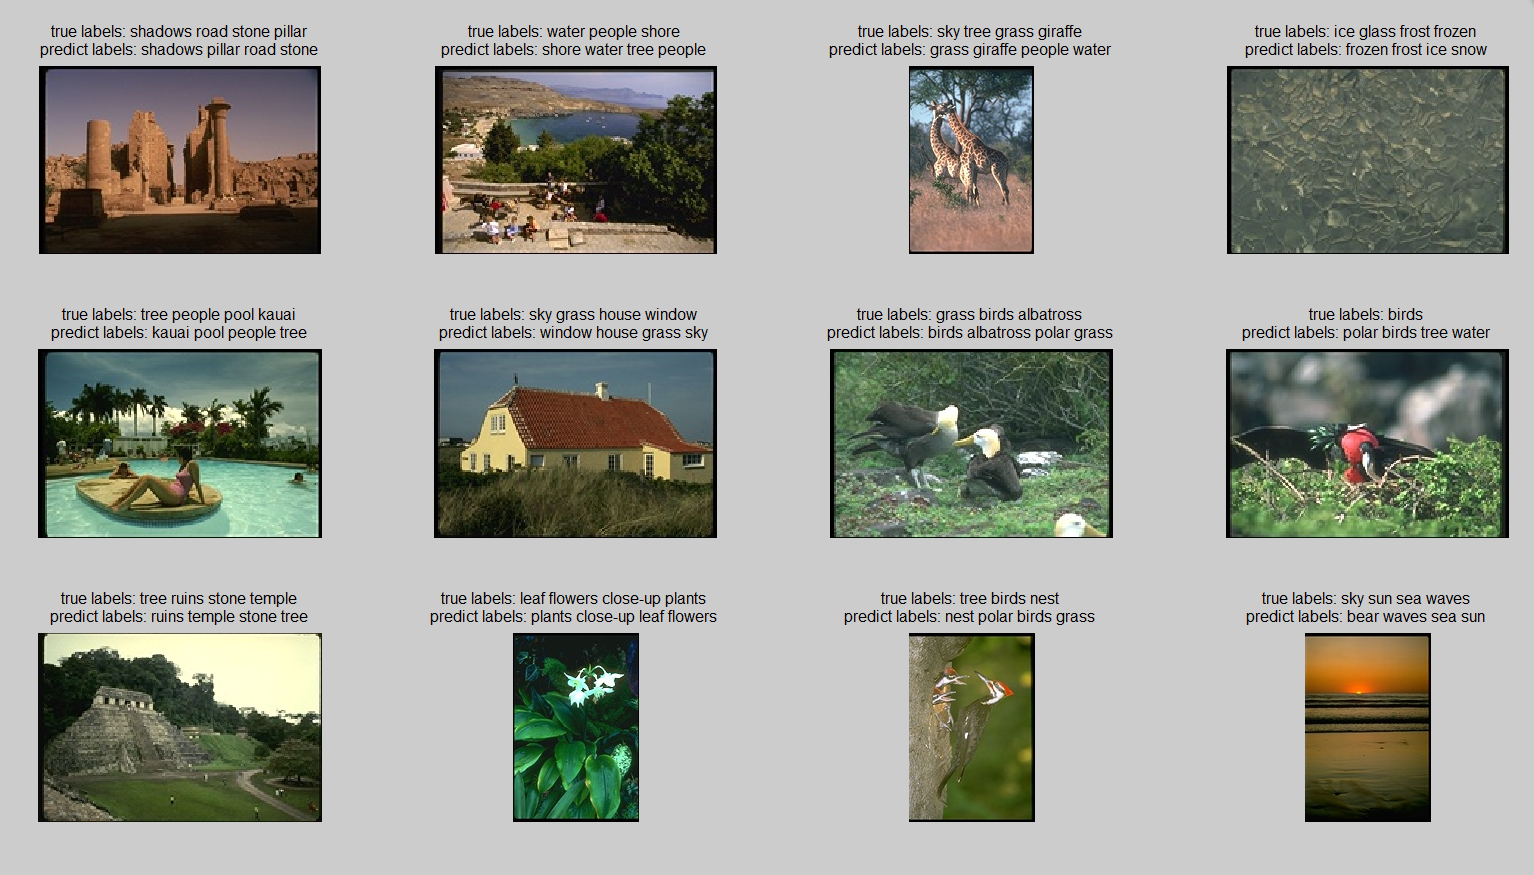 true labels: shadows road stone pillar
predict labels: shadows pillar road stone
true labels: water people shore
predict labels: shore water tree people
true labels: sky tree grass giraffe
predict labels: grass giraffe people water
true labels: ice glass frost frozen
predict labels: frozen frost ice snow
true labels: tree people pool kauai
predict labels: kauai pool people tree
true labels: sky grass house window
predict labels: window house grass sky
true labels: grass birds albatross
predict labels: birds albatross polar grass
true labels: birds
predict labels: polar birds tree water
true labels: tree ruins stone temple
predict labels: ruins temple stone tree
true labels: leaf flowers close-up plants
predict labels: plants close-up leaf flowers
true labels: tree birds nest
predict labels: nest polar birds grass
true labels: sky sun sea waves
predict labels: bear waves sea sun